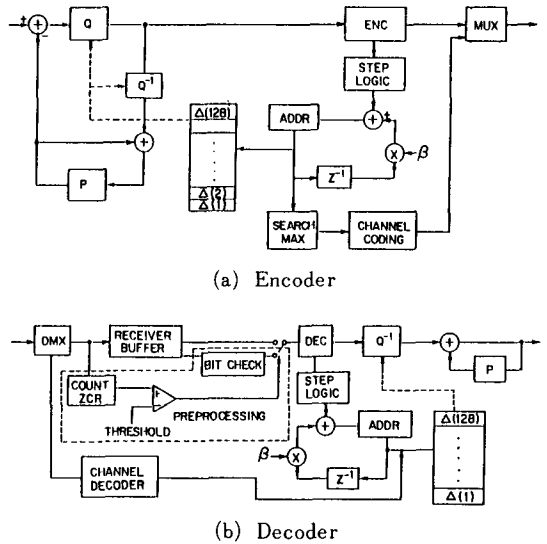 +
+
-
Q
ENC
MUX
Q⁻¹
STEP
LOGIC
Δ(128)
ADDR
+
+
+
X
β
P
Z⁻¹
Δ(2)
Δ(1)
SEARCH
MAX
CHANNEL
CODING
(a) Encoder
DMX
RECEIVER
BUFFER
DEC
Q⁻¹
+
BIT CHECK
P
COUNT
ZCR
+
-
STEP
LOGIC
PREPROCESSING
THRESHOLD
+
ADDR
Δ(128)
β
X
CHANNEL
DECODER
Z⁻¹
Δ(1)
(b) Decoder